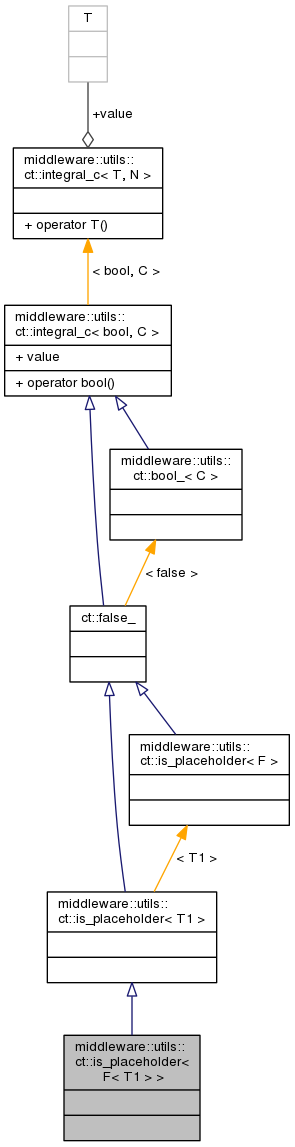 T
+value
middleware::utils::
ct::integral_c< T, N >
+ operator T()
< bool, C >
middleware::utils::
ct::integral_c< bool, C >
+ value
+ operator bool()
middleware::utils::
ct::bool_< C >
< false >
ct::false_
middleware::utils::
ct::is_placeholder< F >
< T1 >
middleware::utils::
ct::is_placeholder< T1 >
middleware::utils::
ct::is_placeholder<
F< T1 > >